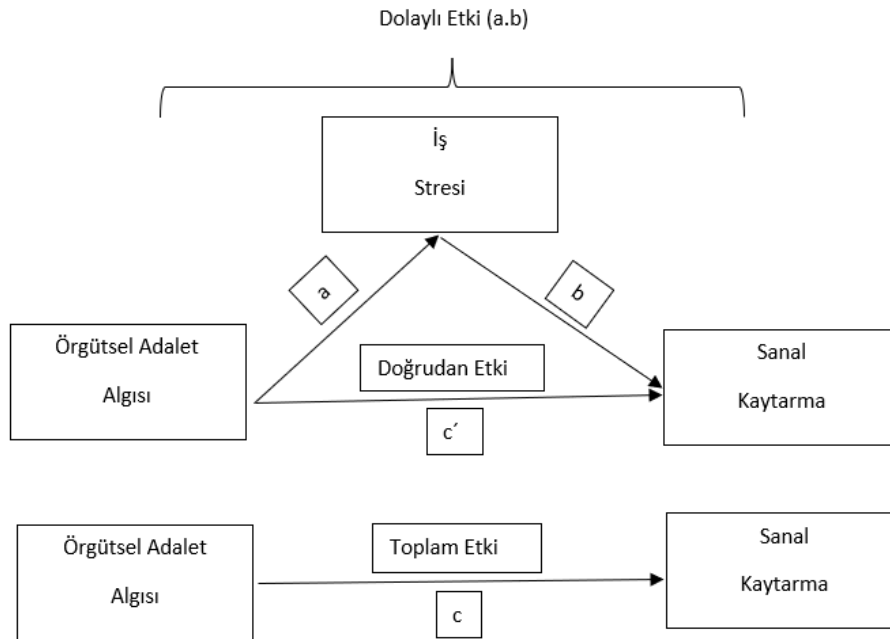 Dolaylı Etki (a.b)
İş
Stresi
a
b
Örgütsel Adalet
Algısı
Doğrudan Etki
c´
Sanal
Kaytarma
Örgütsel Adalet
Algısı
Toplam Etki
c
Sanal
Kaytarma